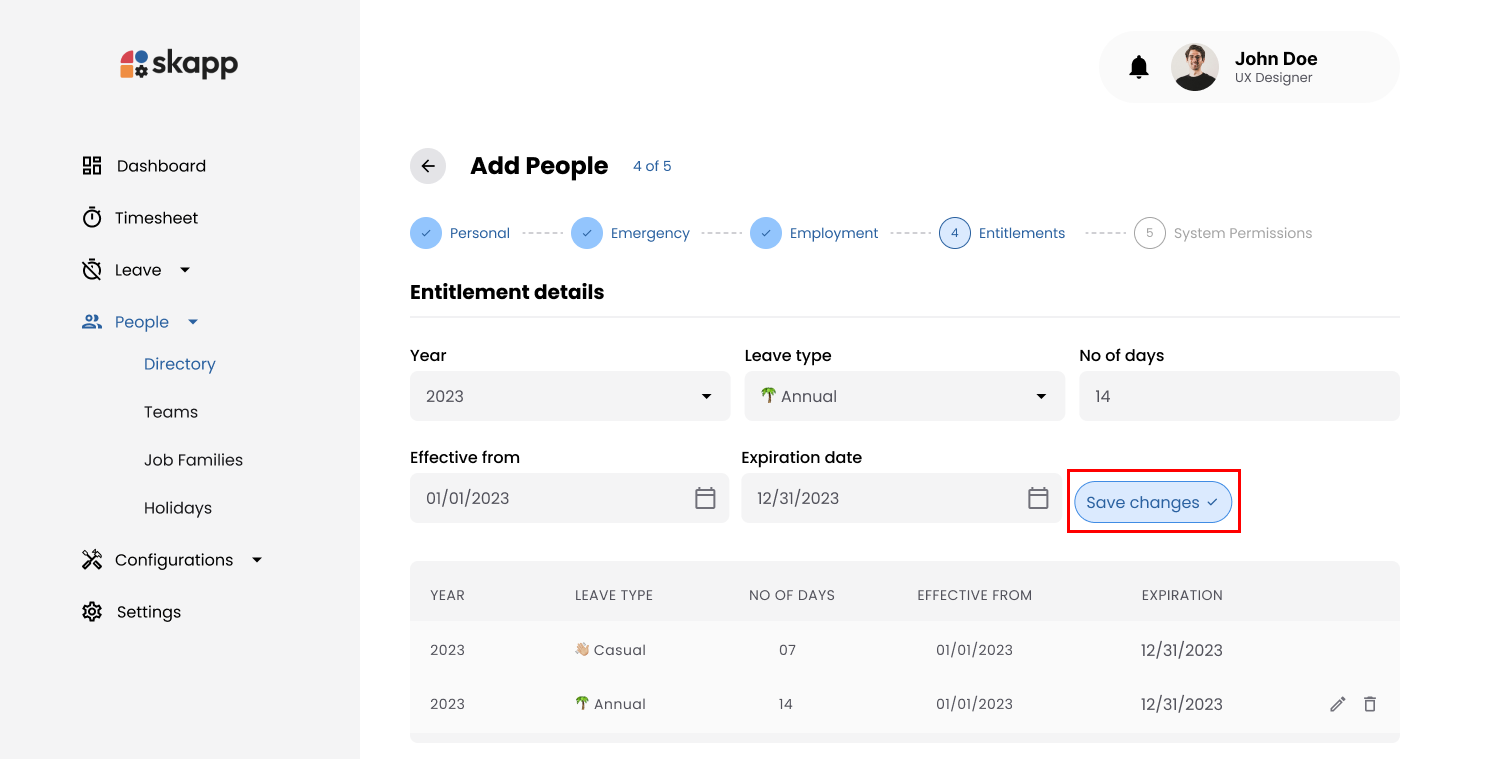 skapp
John Doe
UX Designer
Dashboard
Timesheet
Leave
People
Directory
Teams
Job Families
Holidays
Configurations
Settings
Add People 4 of 5
Personal Emergency Employment 4 Entitlements 5 System Permissions
Entitlement details
Year Leave type No of days
2023 Annual 14
Effective from Expiration date
01/01/2023 12/31/2023 Save changes
YEAR LEAVE TYPE NO OF DAYS EFFECTIVE FROM EXPIRATION
2023 Casual 07 01/01/2023 12/31/2023
2023 Annual 14 01/01/2023 12/31/2023